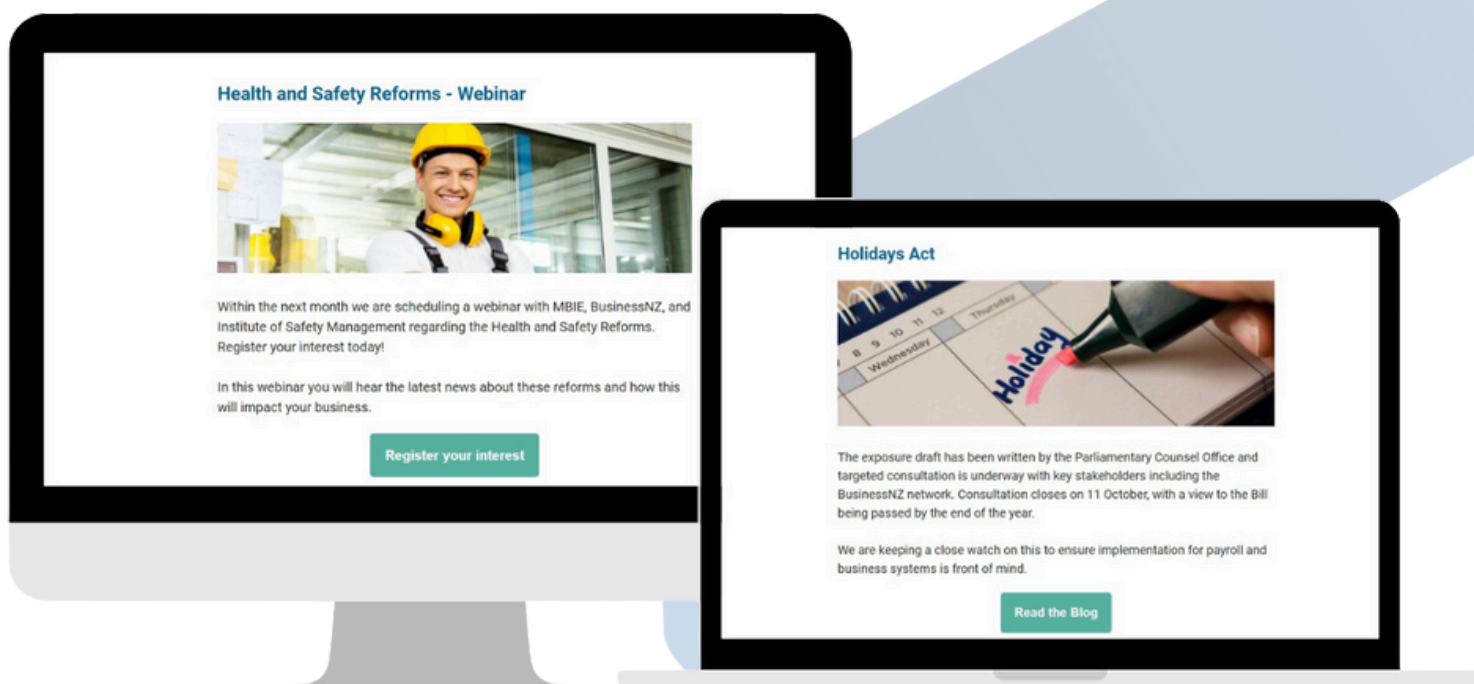 Health and Safety Reforms - Webinar
Within the next month we are scheduling a webinar with MBIE, BusinessNZ, and
Institute of Safety Management regarding the Health and Safety Reforms.
Register your interest today!
In this webinar you will hear the latest news about these reforms and how this
will impact your business.
Register your interest
Holidays Act
8 9 10 11 12
Wednesday
Thursday
Holiday
The exposure draft has been written by the Parliamentary Counsel Office and
targeted consultation is underway with key stakeholders including the
BusinessNZ network. Consultation closes on 11 October, with a view to the Bill
being passed by the end of the year.
We are keeping a close watch on this to ensure implementation for payroll and
business systems is front of mind.
Read the Blog